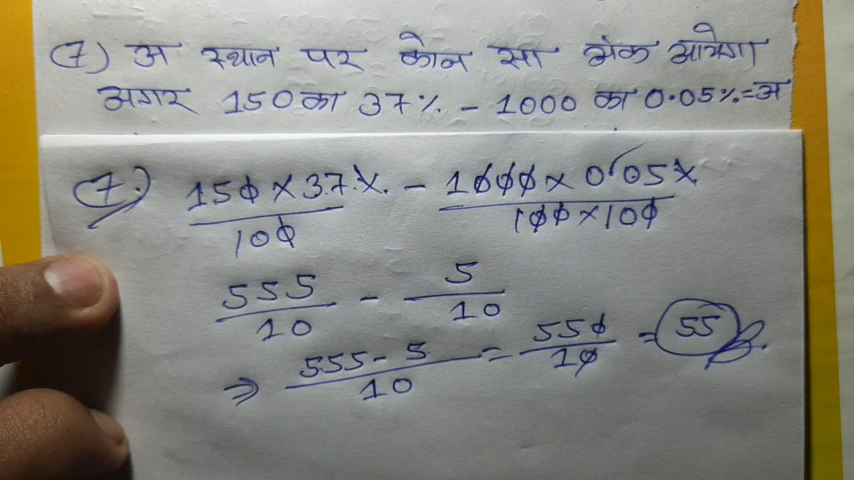 (7) अ स्थान पर कोन सा अंक आयेगा
अगर 150 का 37% - 1000 का 0.05% = अ
(7.) 150 × 37% - 1000 × 0.05%
100 100 × 100
555 - 5
10 10
⇒ 555 - 5 = 550 = 55
10 10